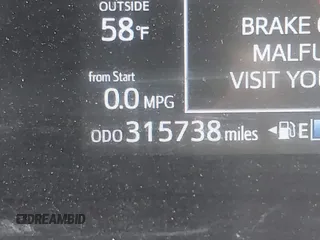 OUTSIDE
58°F
from Start
0.0 MPG
ODO 315738 miles
E
BRAKE
MALFU
VISIT YOU
DREAMBID